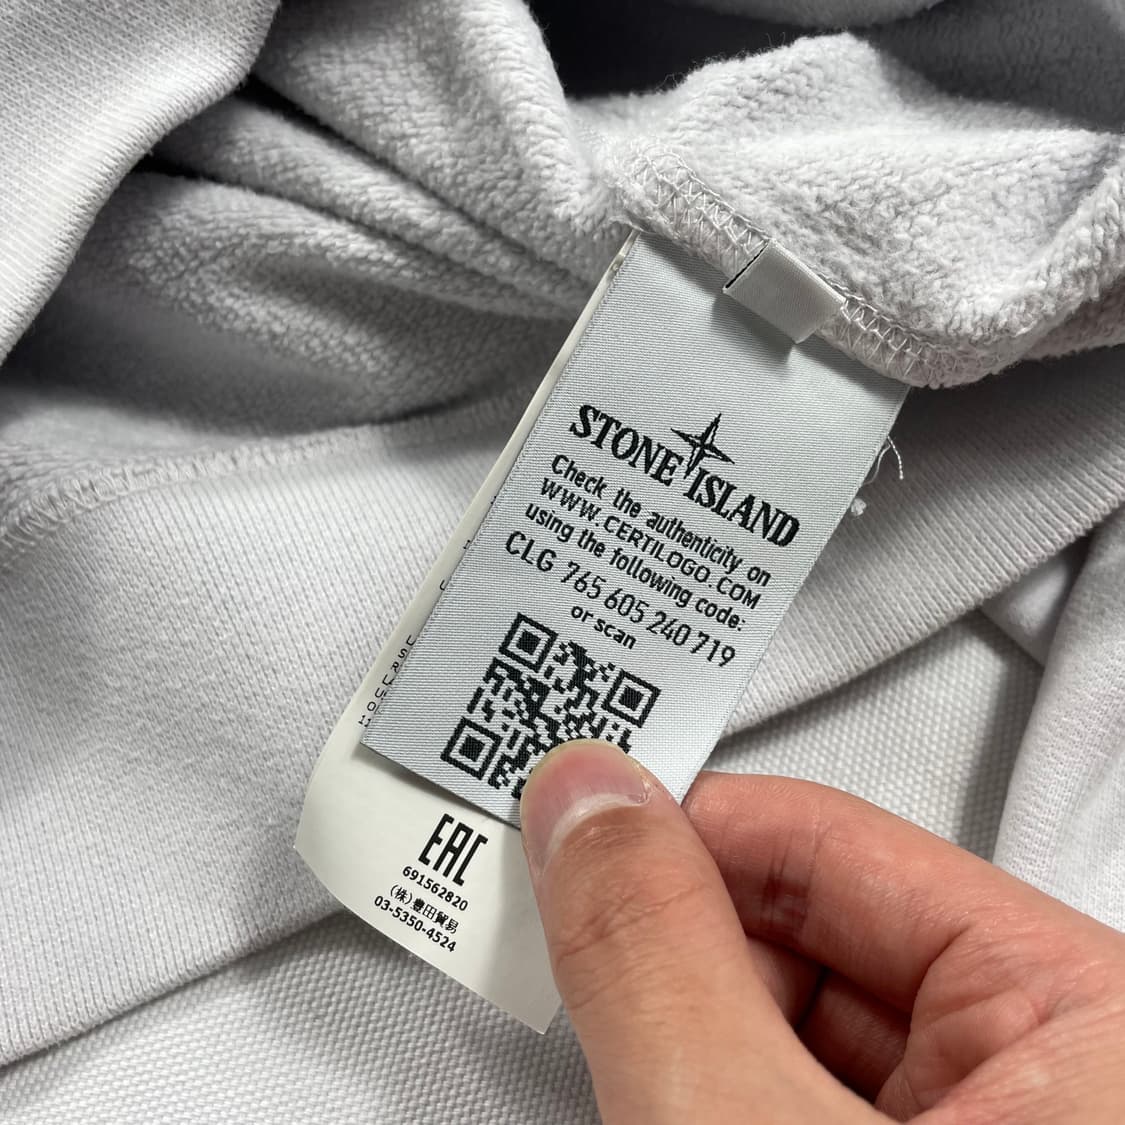 STONE ISLAND
Check the authenticity on
WWW.CERTILOGO.COM
using the following code:
CLG 765 605 240 719
or scan
EAC
691562820
(株)豊田貿易
03-5350-4524